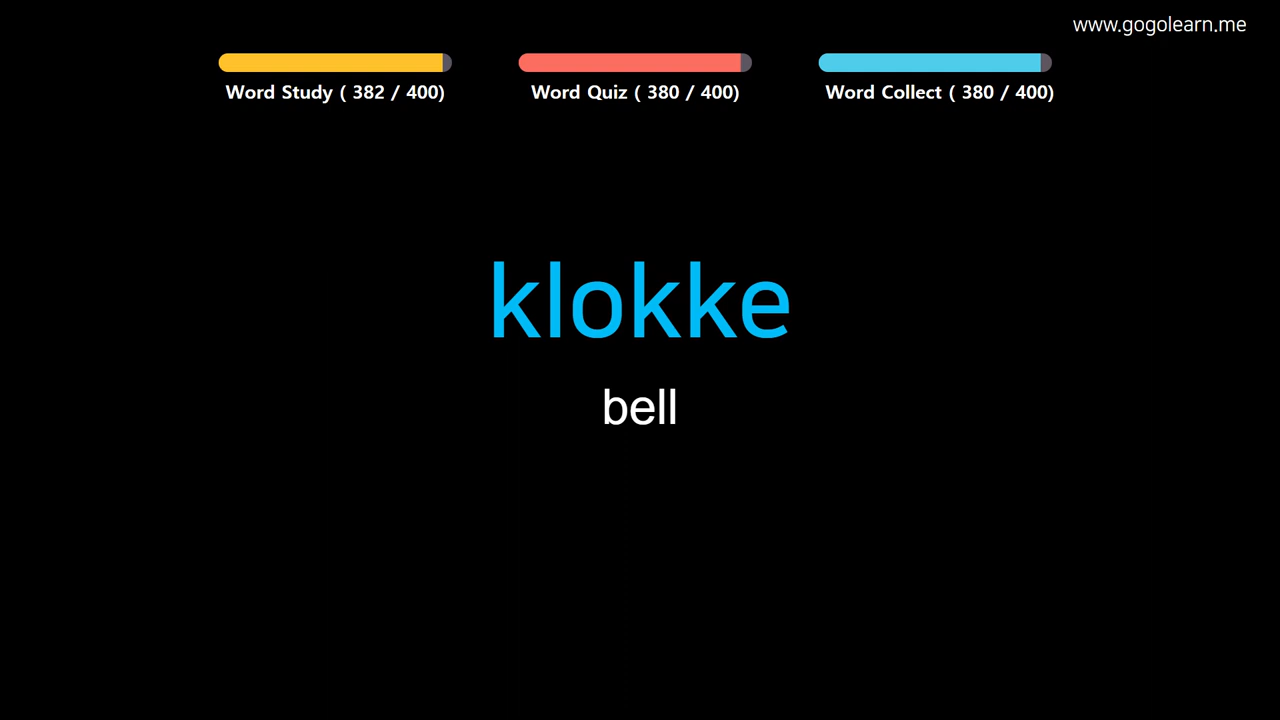 www.gogolearn.me
Word Study ( 382 / 400)
Word Quiz ( 380 / 400)
Word Collect ( 380 / 400)
klokke
bell